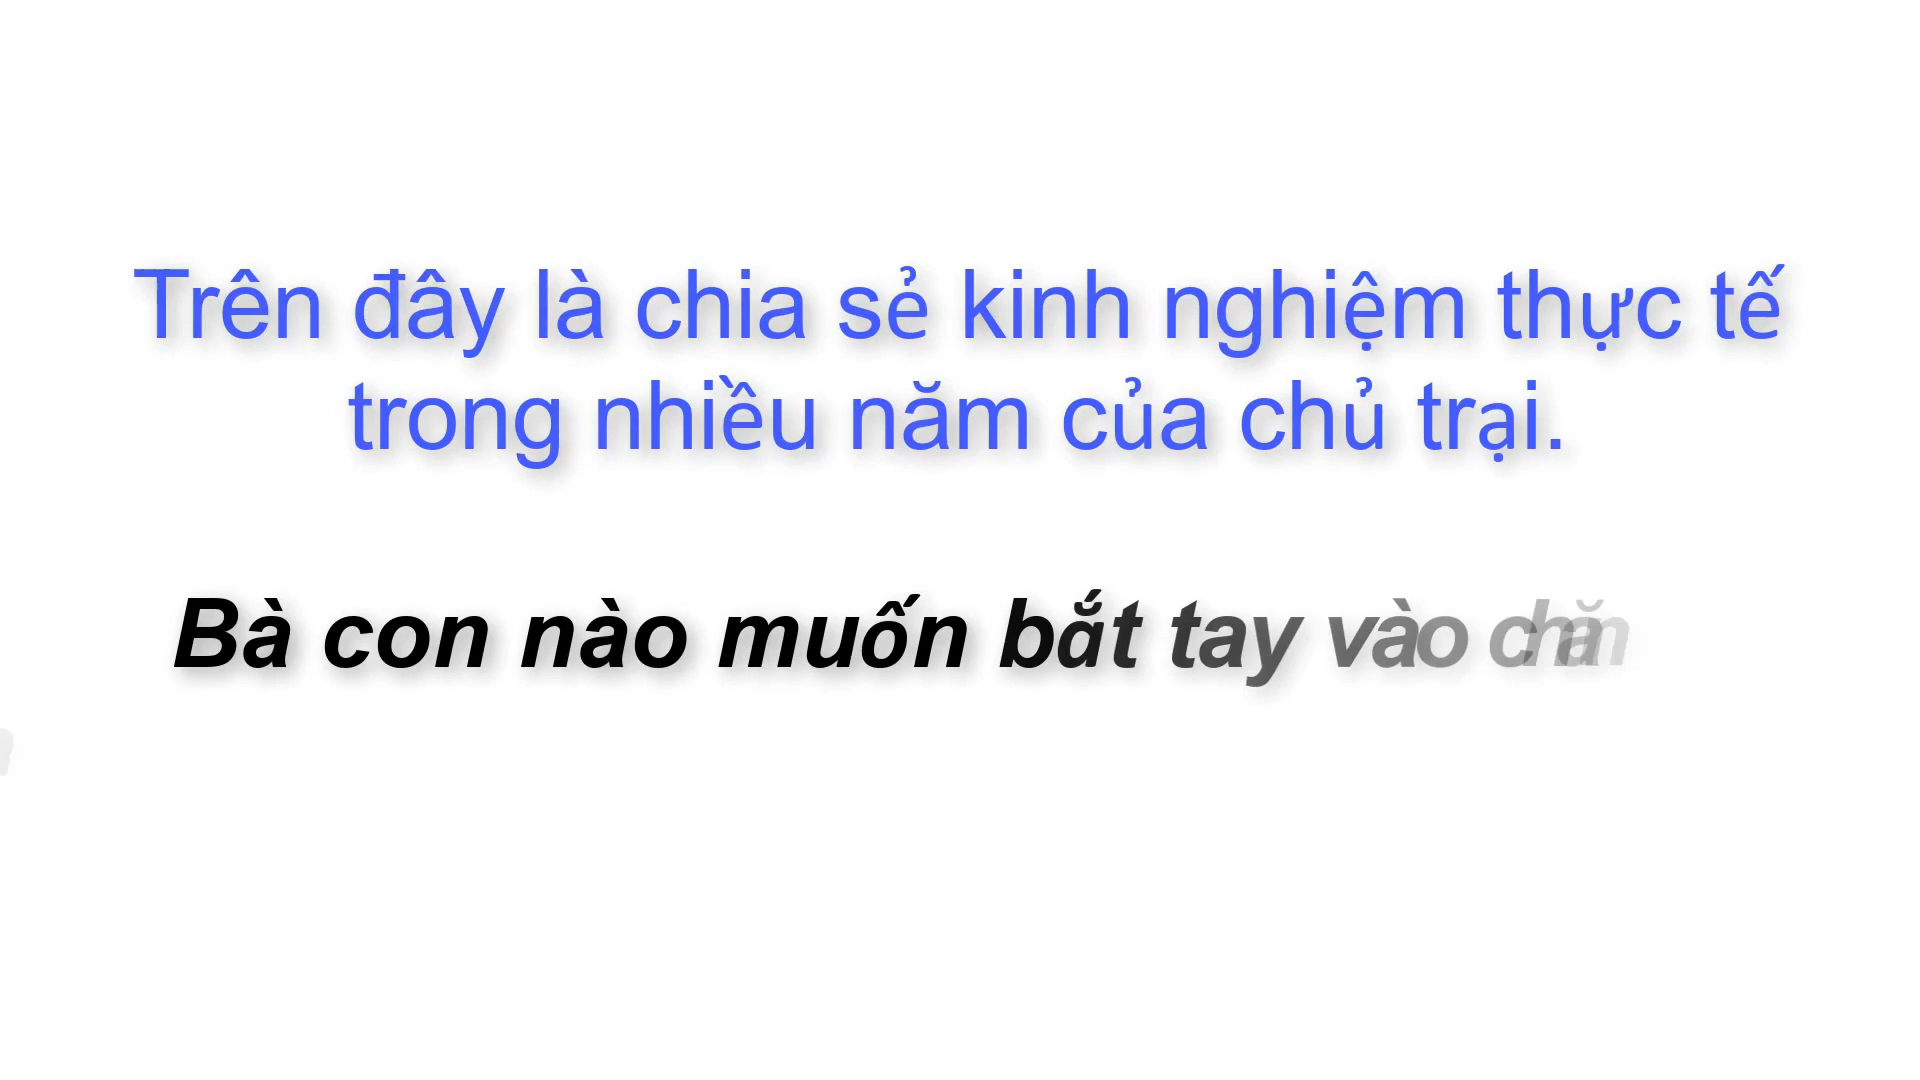 Trên đây là chia sẻ kinh nghiệm thực tế
trong nhiều năm của chủ trại.
Bà con nào muốn bắt tay vào chăn